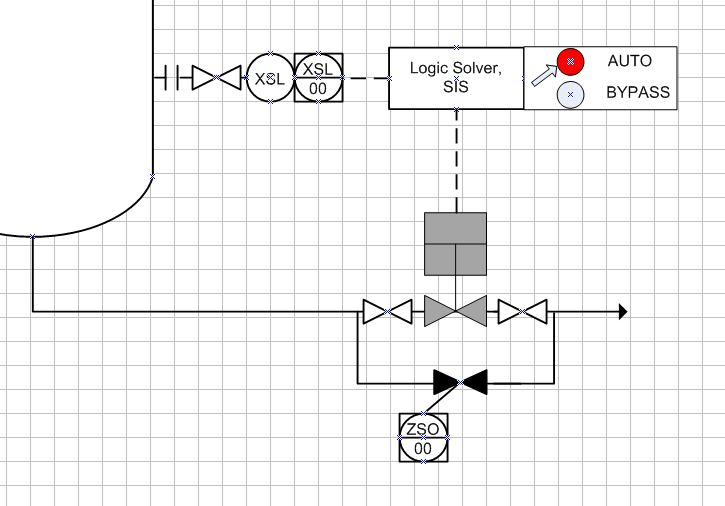 XSL
XSL
00
Logic Solver,
SIS
AUTO
BYPASS
ZSO
00